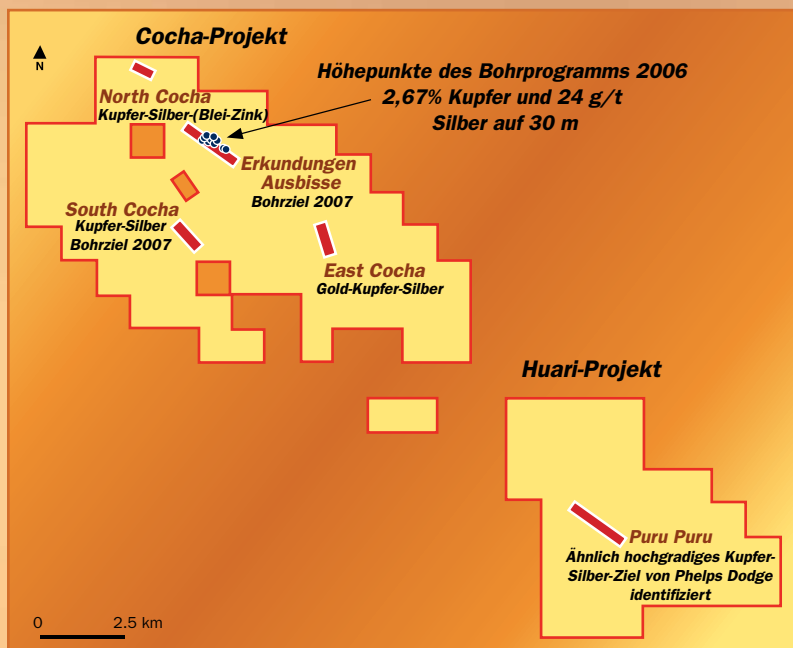 Cocha-Projekt
N
Höhepunkte des Bohrprogramms 2006
2,67% Kupfer und 24 g/t
Silber auf 30 m
North Cocha
Kupfer-Silber-(Blei-Zink)
Erkundungen
Ausbisse
Bohrziel 2007
South Cocha
Kupfer-Silber
Bohrziel 2007
East Cocha
Gold-Kupfer-Silber
Huari-Projekt
Puru Puru
Ähnlich hochgradiges Kupfer-
Silber-Ziel von Phelps Dodge
identifiziert
0 2.5 km